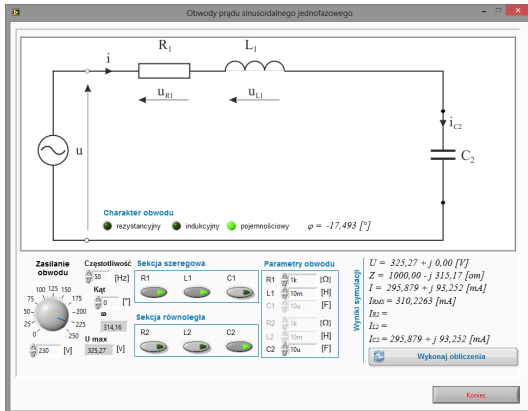 Obwody prądu sinusoidalnego jednofazowego
i
R1
L1
uR1
uL1
iC2
u
C2
Charakter obwodu
rezystancyjny indukcyjny pojemnościowy φ = -17,493 [°]
Zasilanie obwodu
0 25 50 75 100 125 150 175 200 225 250
230 [V]
Częstotliwość
50 [Hz]
Kąt
0 [°]
ω
314,16
U max
325,27 [V]
Sekcja szeregowa
R1 L1 C1
Sekcja równoległa
R2 L2 C2
Parametry obwodu
R1 1k [Ω]
L1 10m [H]
C1 10u [F]
R2 1k [Ω]
L2 10m [H]
C2 10u [F]
Wyniki symulacji
U = 325,27 + j 0,00 [V]
Z = 1000,00 - j 315,17 [om]
I = 295,879 + j 93,252 [mA]
IRMS = 310,2263 [mA]
IR2 =
IL2 =
IC2 = 295,879 + j 93,252 [mA]
Wykonaj obliczenia
Koniec